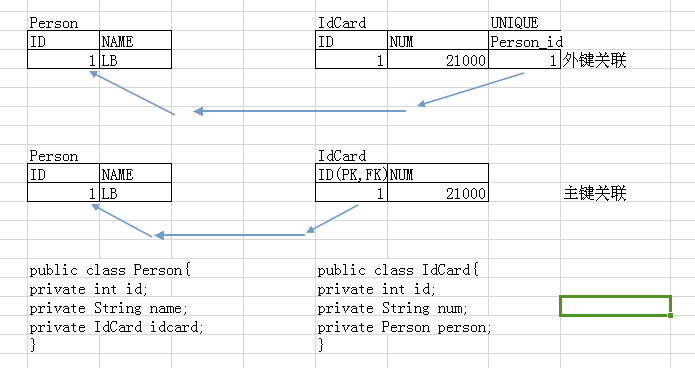 Person IdCard UNIQUE
ID NAME ID NUM Person_id
1 LB 1 21000 1 外键关联
Person IdCard
ID NAME ID(PK,FK) NUM
1 LB 1 21000 主键关联
public class Person{ public class IdCard{
private int id; private int id;
private String name; private String num;
private IdCard idcard; private Person person;
} }